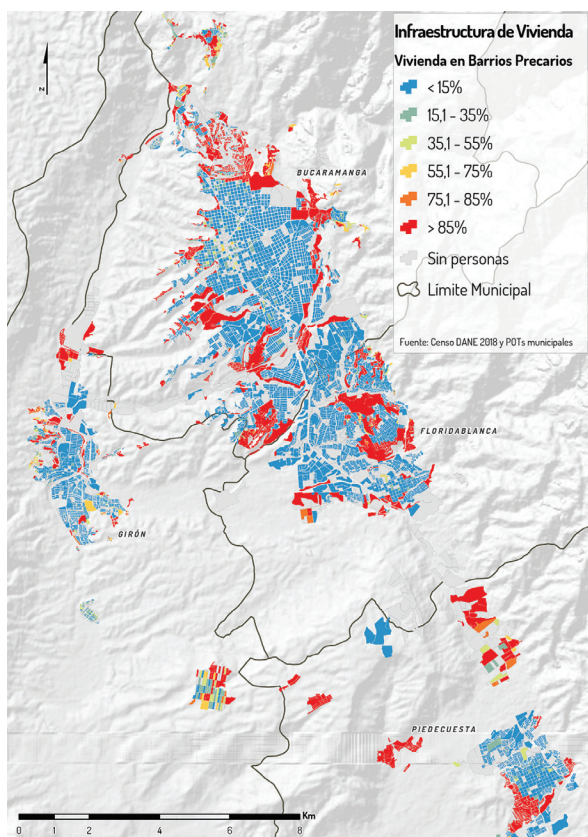 Infraestructura de Vivienda
Vivienda en Barrios Precarios
< 15%
15,1 - 35%
35,1 - 55%
55,1 - 75%
75,1 - 85%
> 85%
Sin personas
Límite Municipal
Fuente: Censo DANE 2018 y POTs municipales
N
BUCARAMANGA
FLORIDABLANCA
GIRÓN
PIEDECUESTA
Km
0 1 2 4 6 8